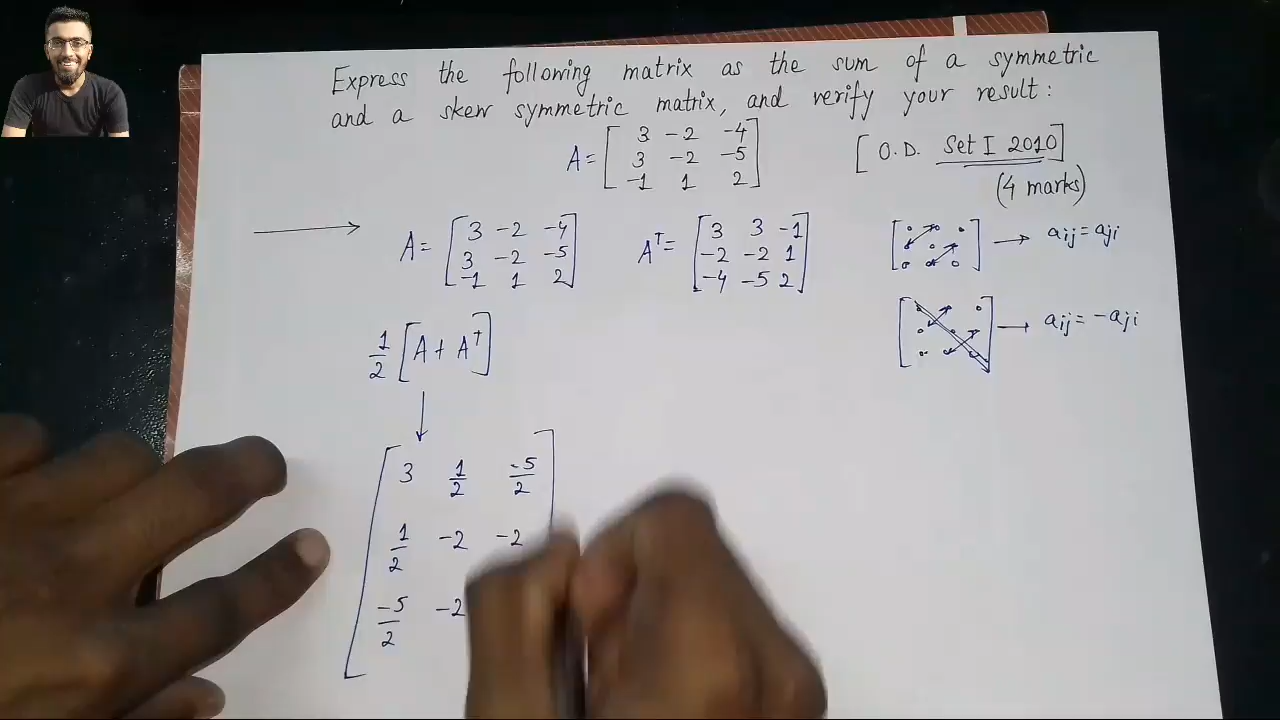 Express the following matrix as the sum of a symmetric
and a skew symmetric matrix, and verify your result:
A = [ 3 -2 -4
3 -2 -5
-1 1 2 ]
[ O.D. Set I 2010]
(4 marks)
A = [ 3 -2 -4
3 -2 -5
-1 1 2 ]
Aᵀ = [ 3 3 -1
-2 -2 1
-4 -5 2 ]
→ aij = aji
→ aij = -aji
1/2 [A + Aᵀ]
[ 3 1/2 -5/2
1/2 -2 -2
-5/2 -2